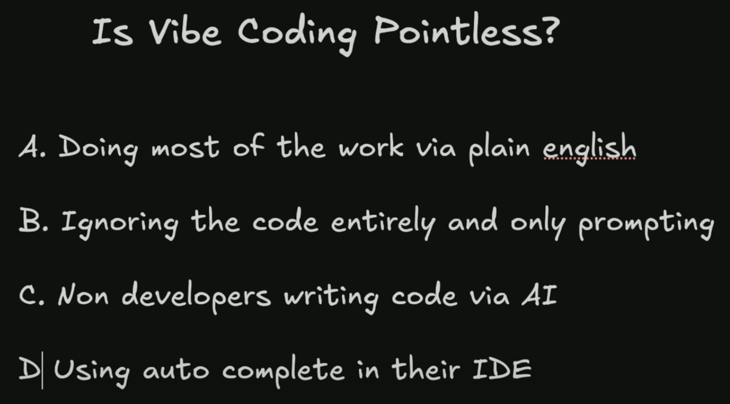 Is Vibe Coding Pointless?
A. Doing most of the work via plain english
B. Ignoring the code entirely and only prompting
C. Non developers writing code via AI
D Using auto complete in their IDE